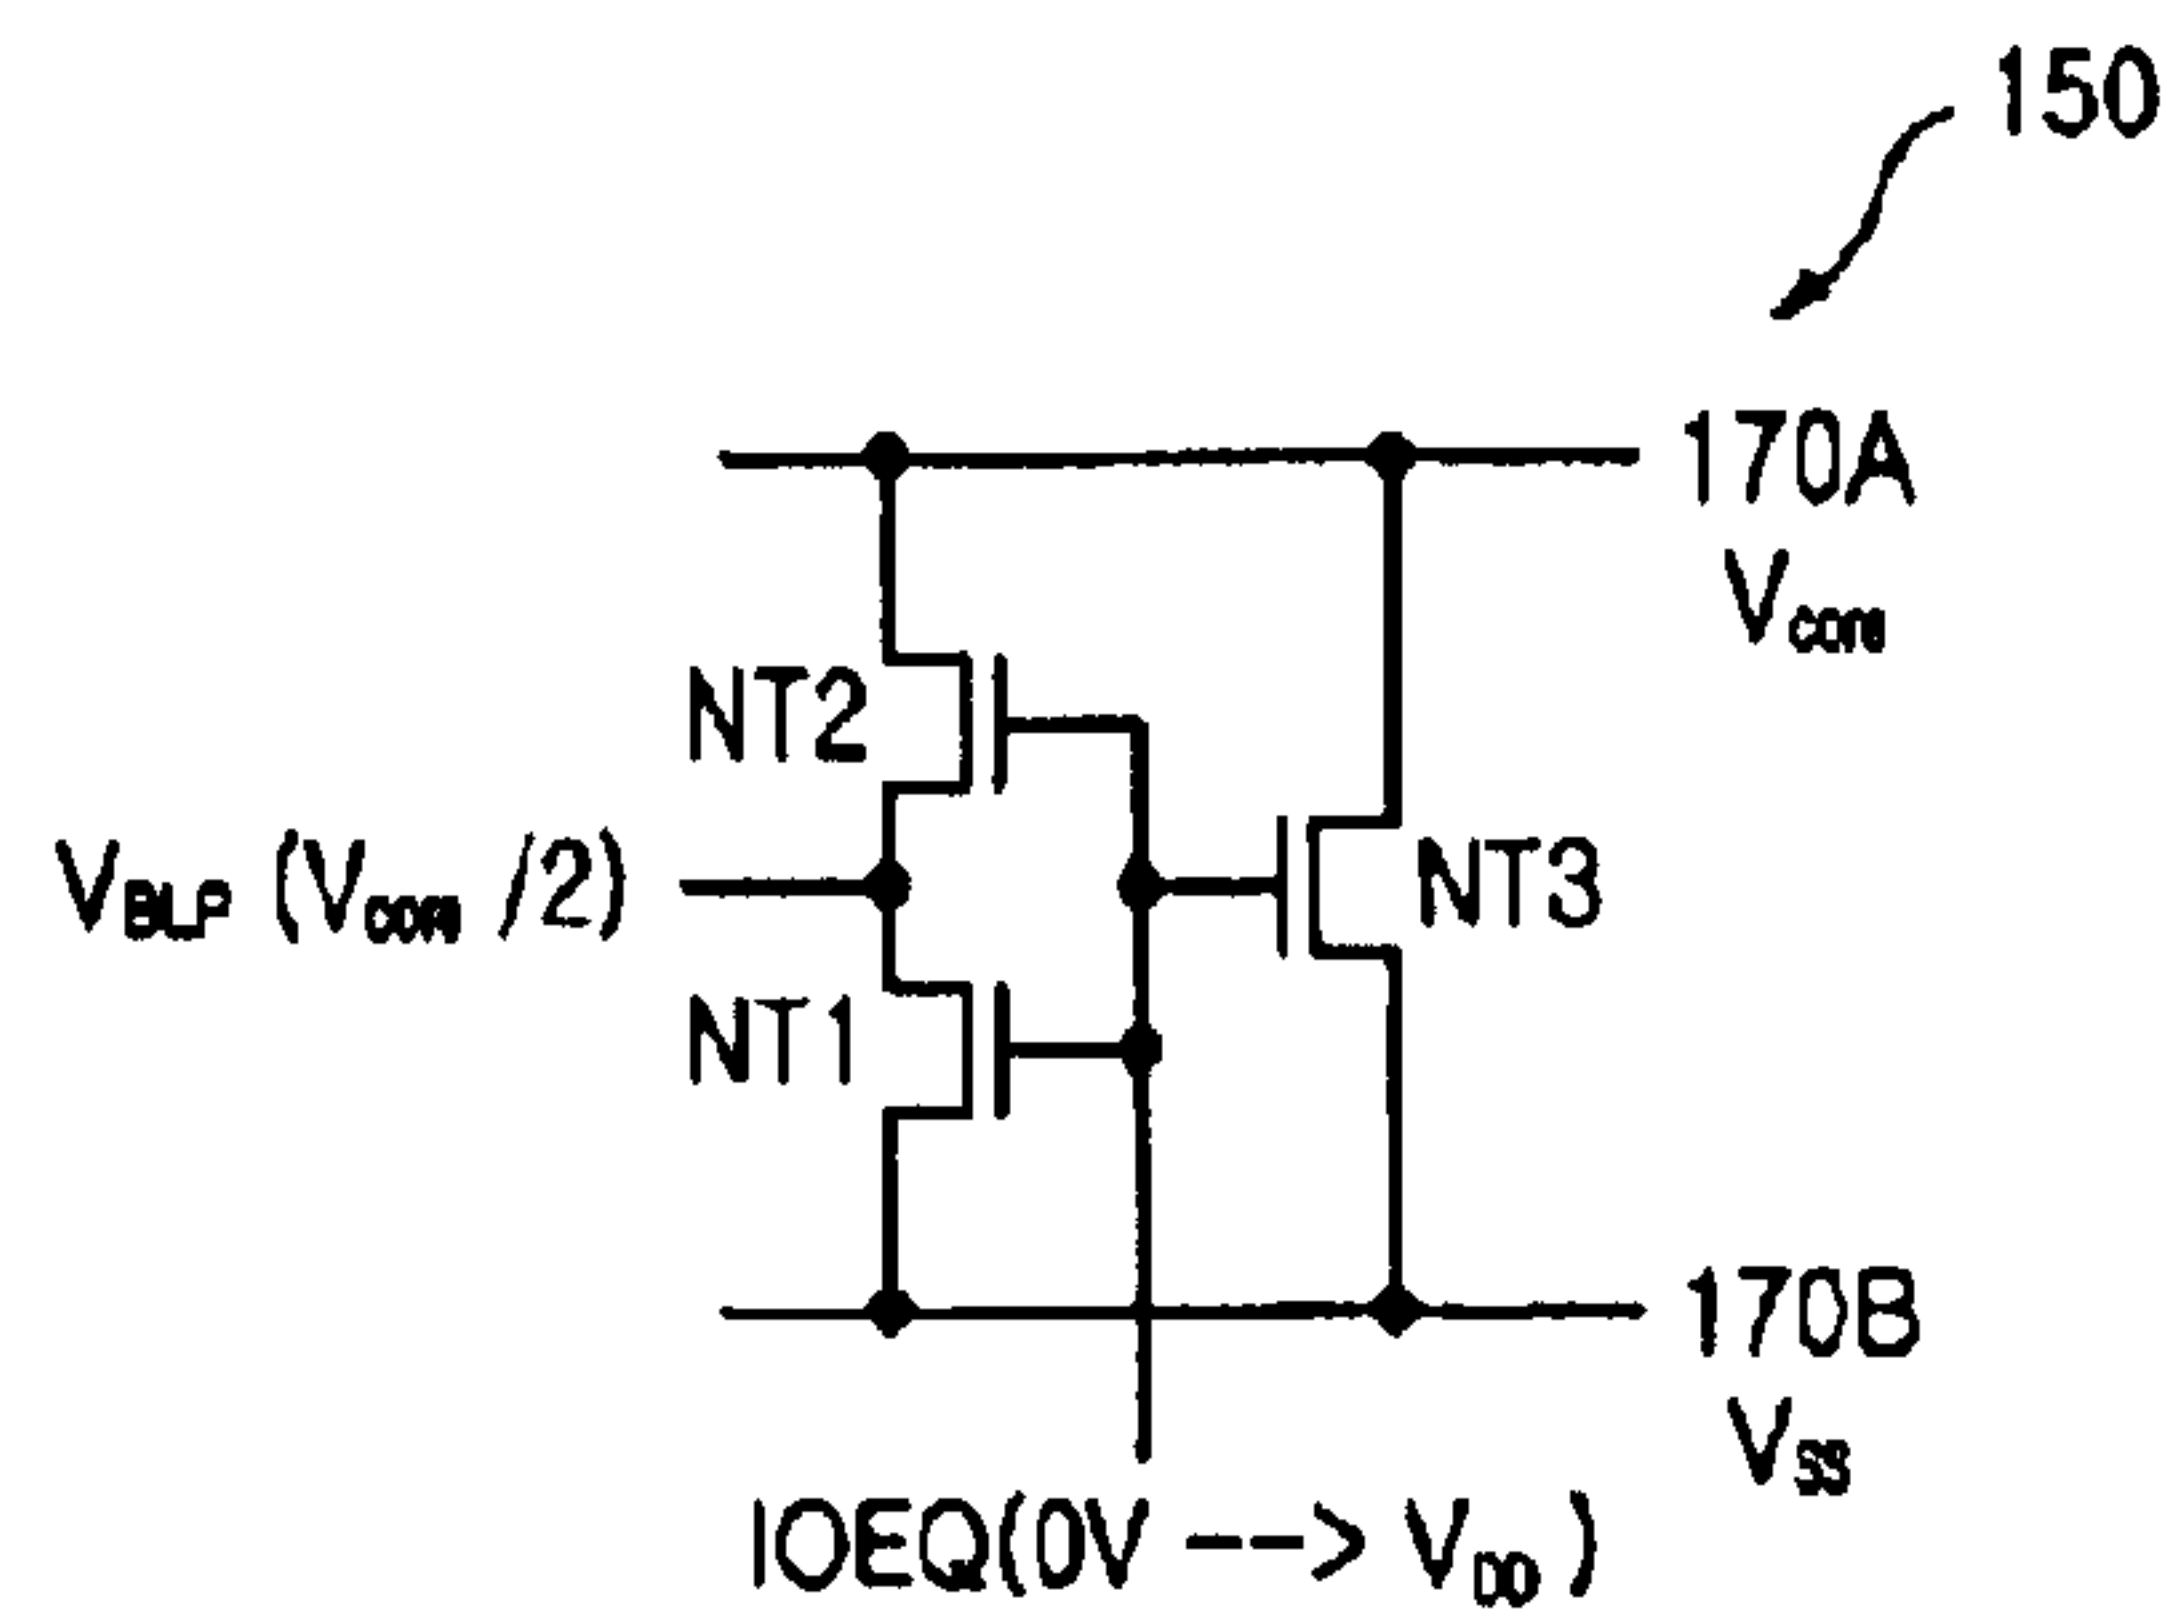 150
170A
Vcore
NT2
VBLP (Vcore /2)
NT3
NT1
170B
VSS
IOEQ(0V --> VDD )